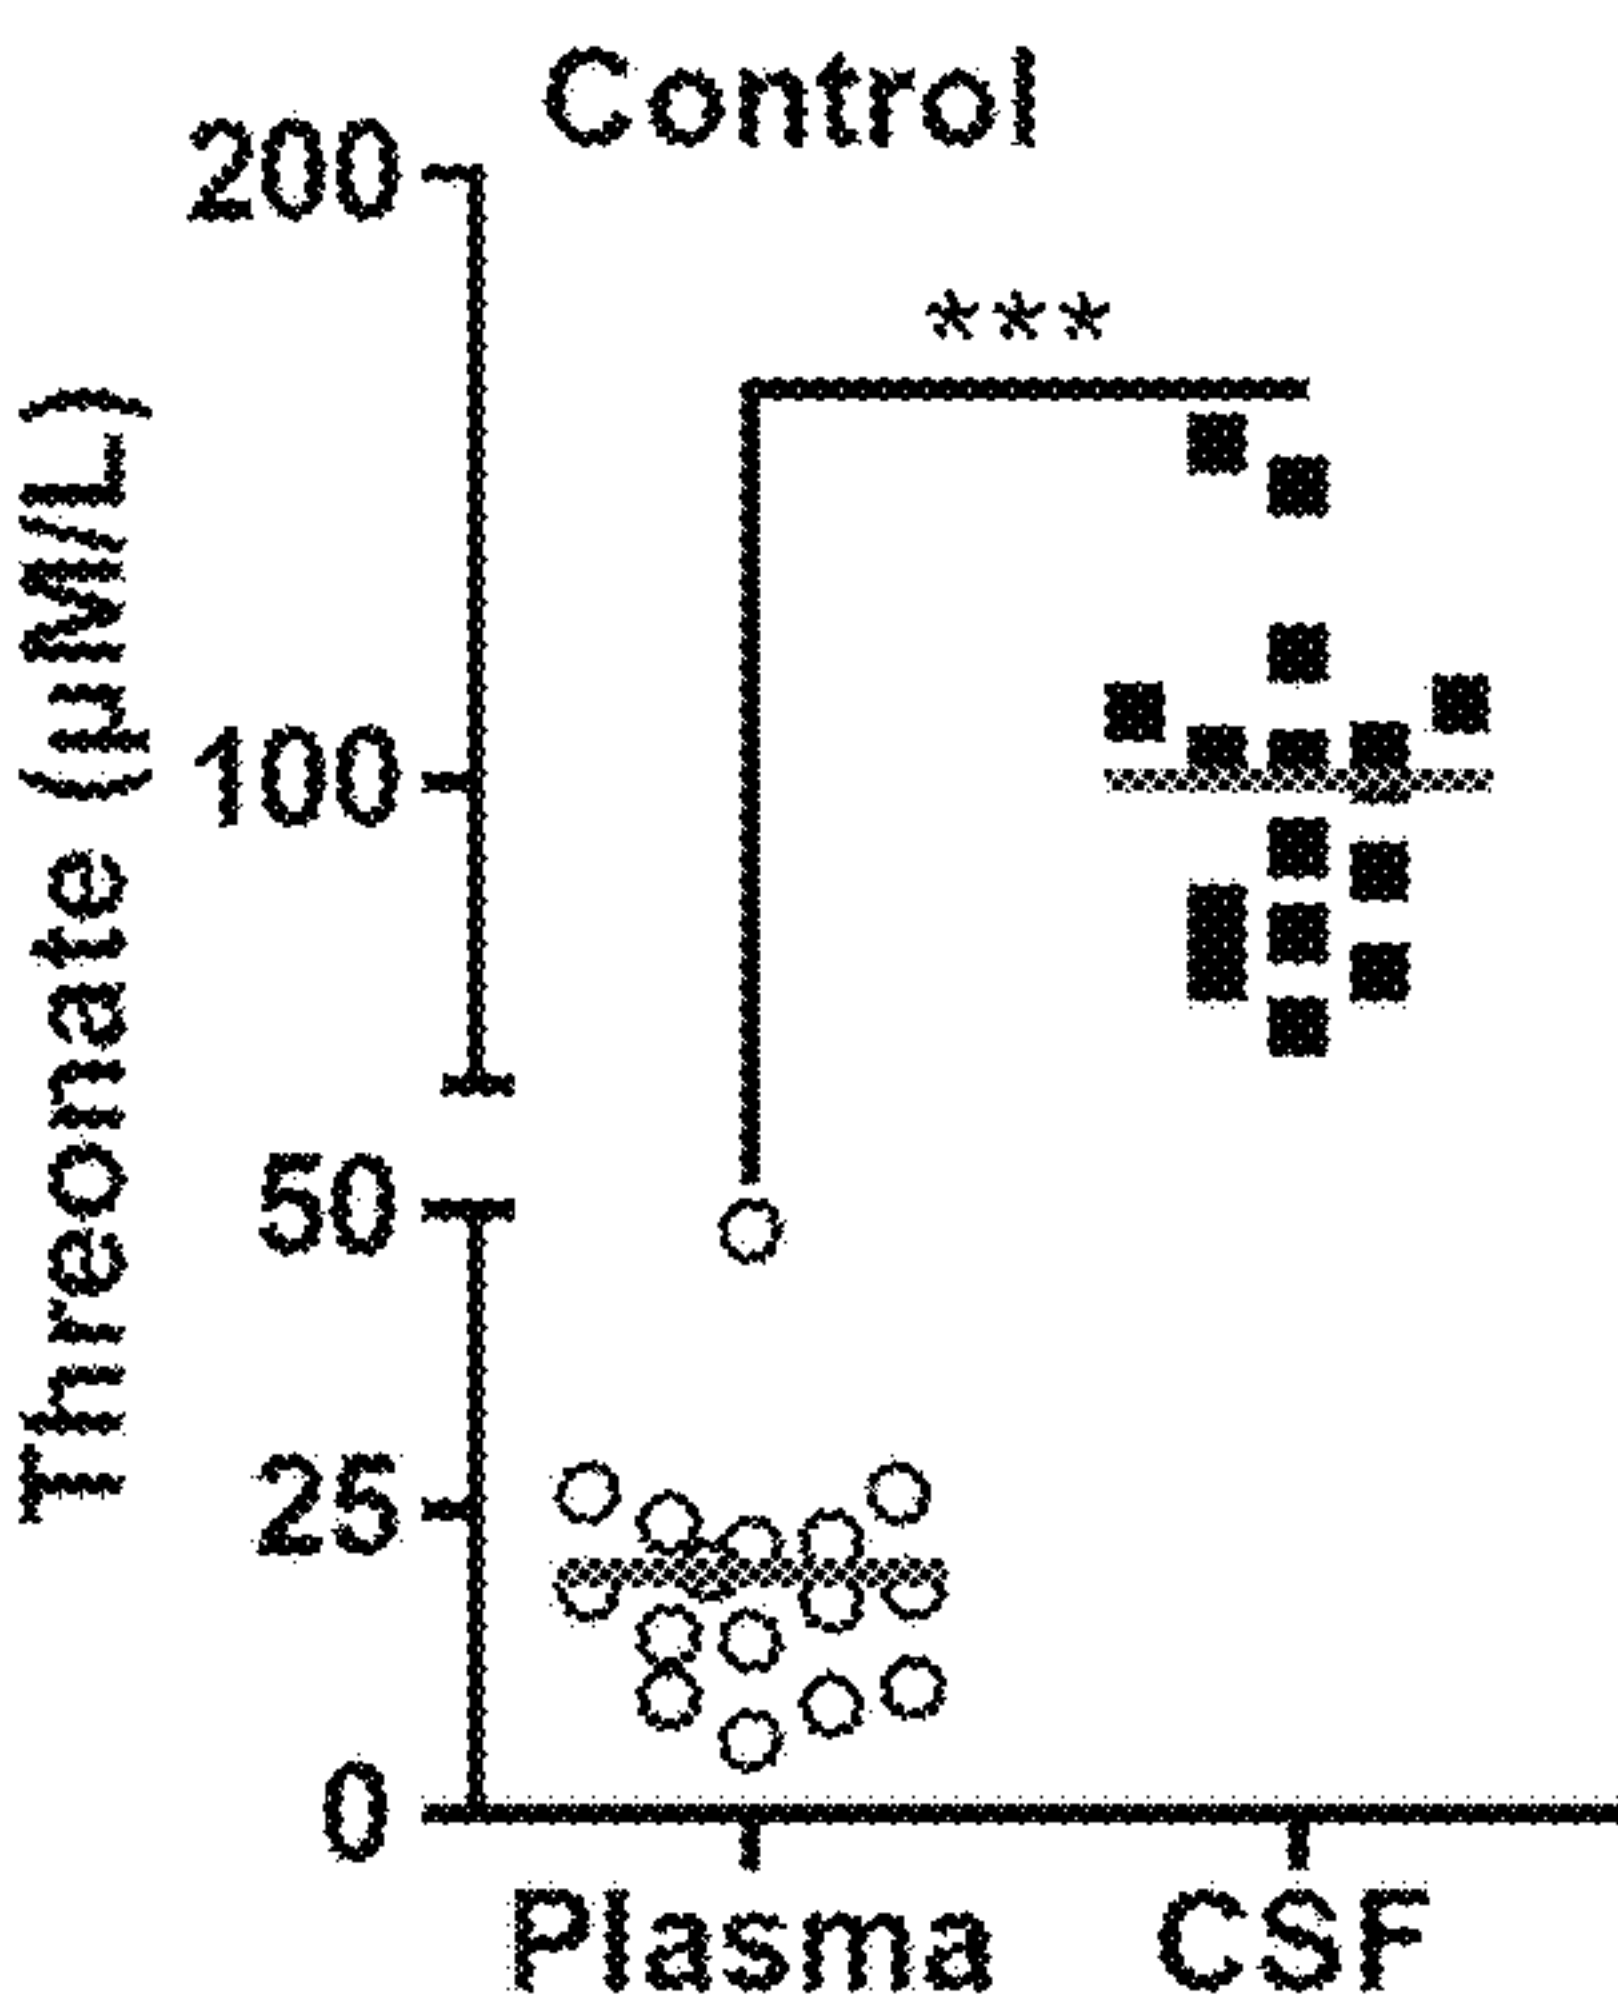 Control
200
***
Threonate (µM/L)
100
50
25
0
Plasma CSF